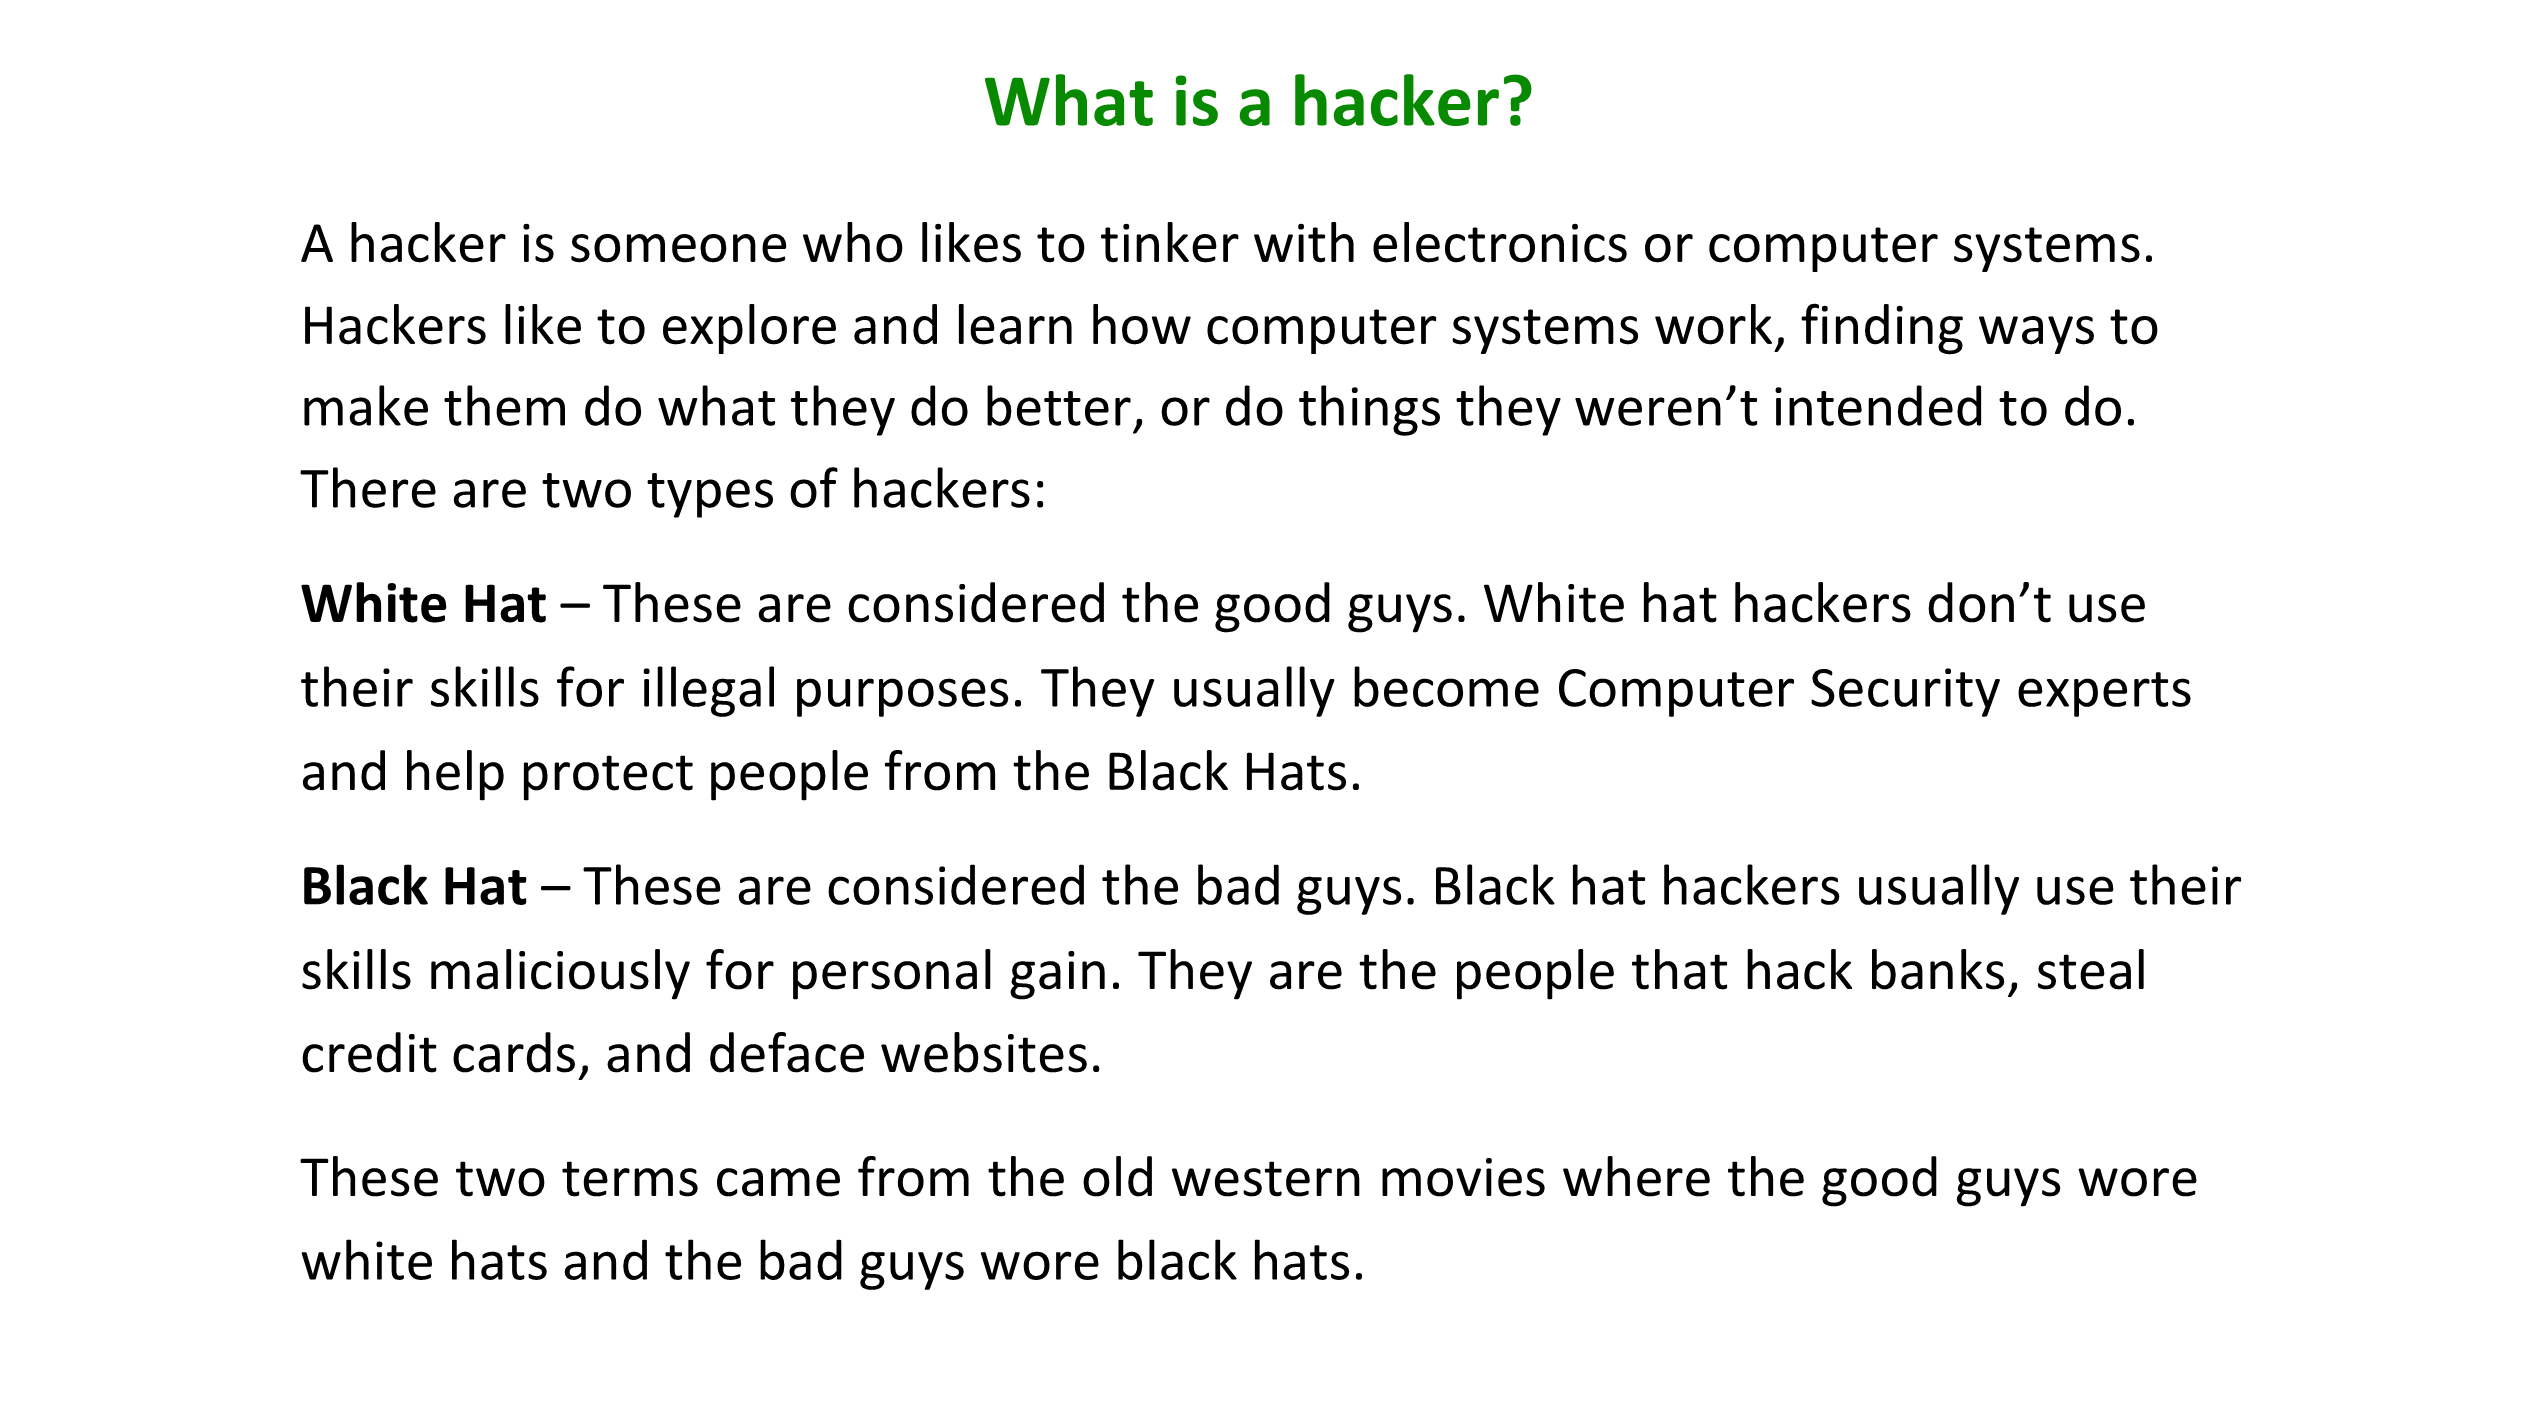 What is a hacker?
A hacker is someone who likes to tinker with electronics or computer systems.
Hackers like to explore and learn how computer systems work, finding ways to
make them do what they do better, or do things they weren’t intended to do.
There are two types of hackers:
White Hat – These are considered the good guys. White hat hackers don’t use
their skills for illegal purposes. They usually become Computer Security experts
and help protect people from the Black Hats.
Black Hat – These are considered the bad guys. Black hat hackers usually use their
skills maliciously for personal gain. They are the people that hack banks, steal
credit cards, and deface websites.
These two terms came from the old western movies where the good guys wore
white hats and the bad guys wore black hats.